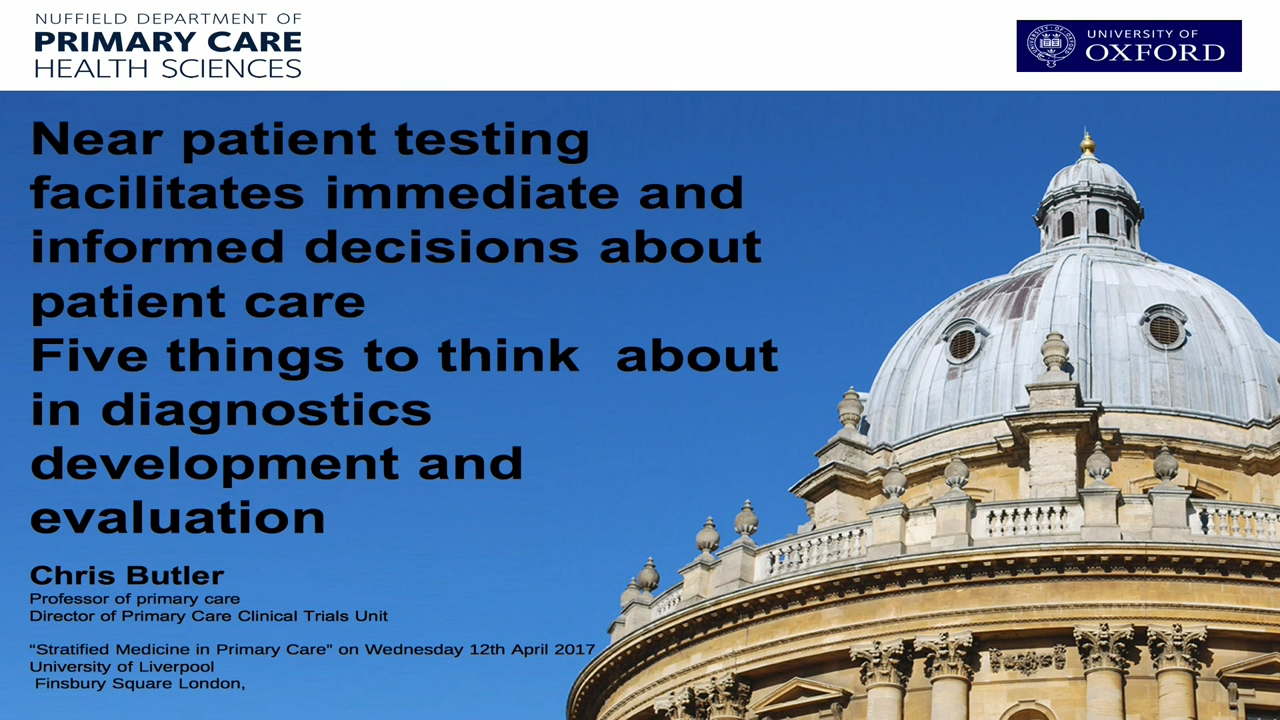 NUFFIELD DEPARTMENT OF
PRIMARY CARE
HEALTH SCIENCES
UNIVERSITY OF
OXFORD
Near patient testing
facilitates immediate and
informed decisions about
patient care
Five things to think  about
in diagnostics
development and
evaluation
Chris Butler
Professor of primary care
Director of Primary Care Clinical Trials Unit
“Stratified Medicine in Primary Care” on Wednesday 12th April 2017
University of Liverpool
Finsbury Square London,